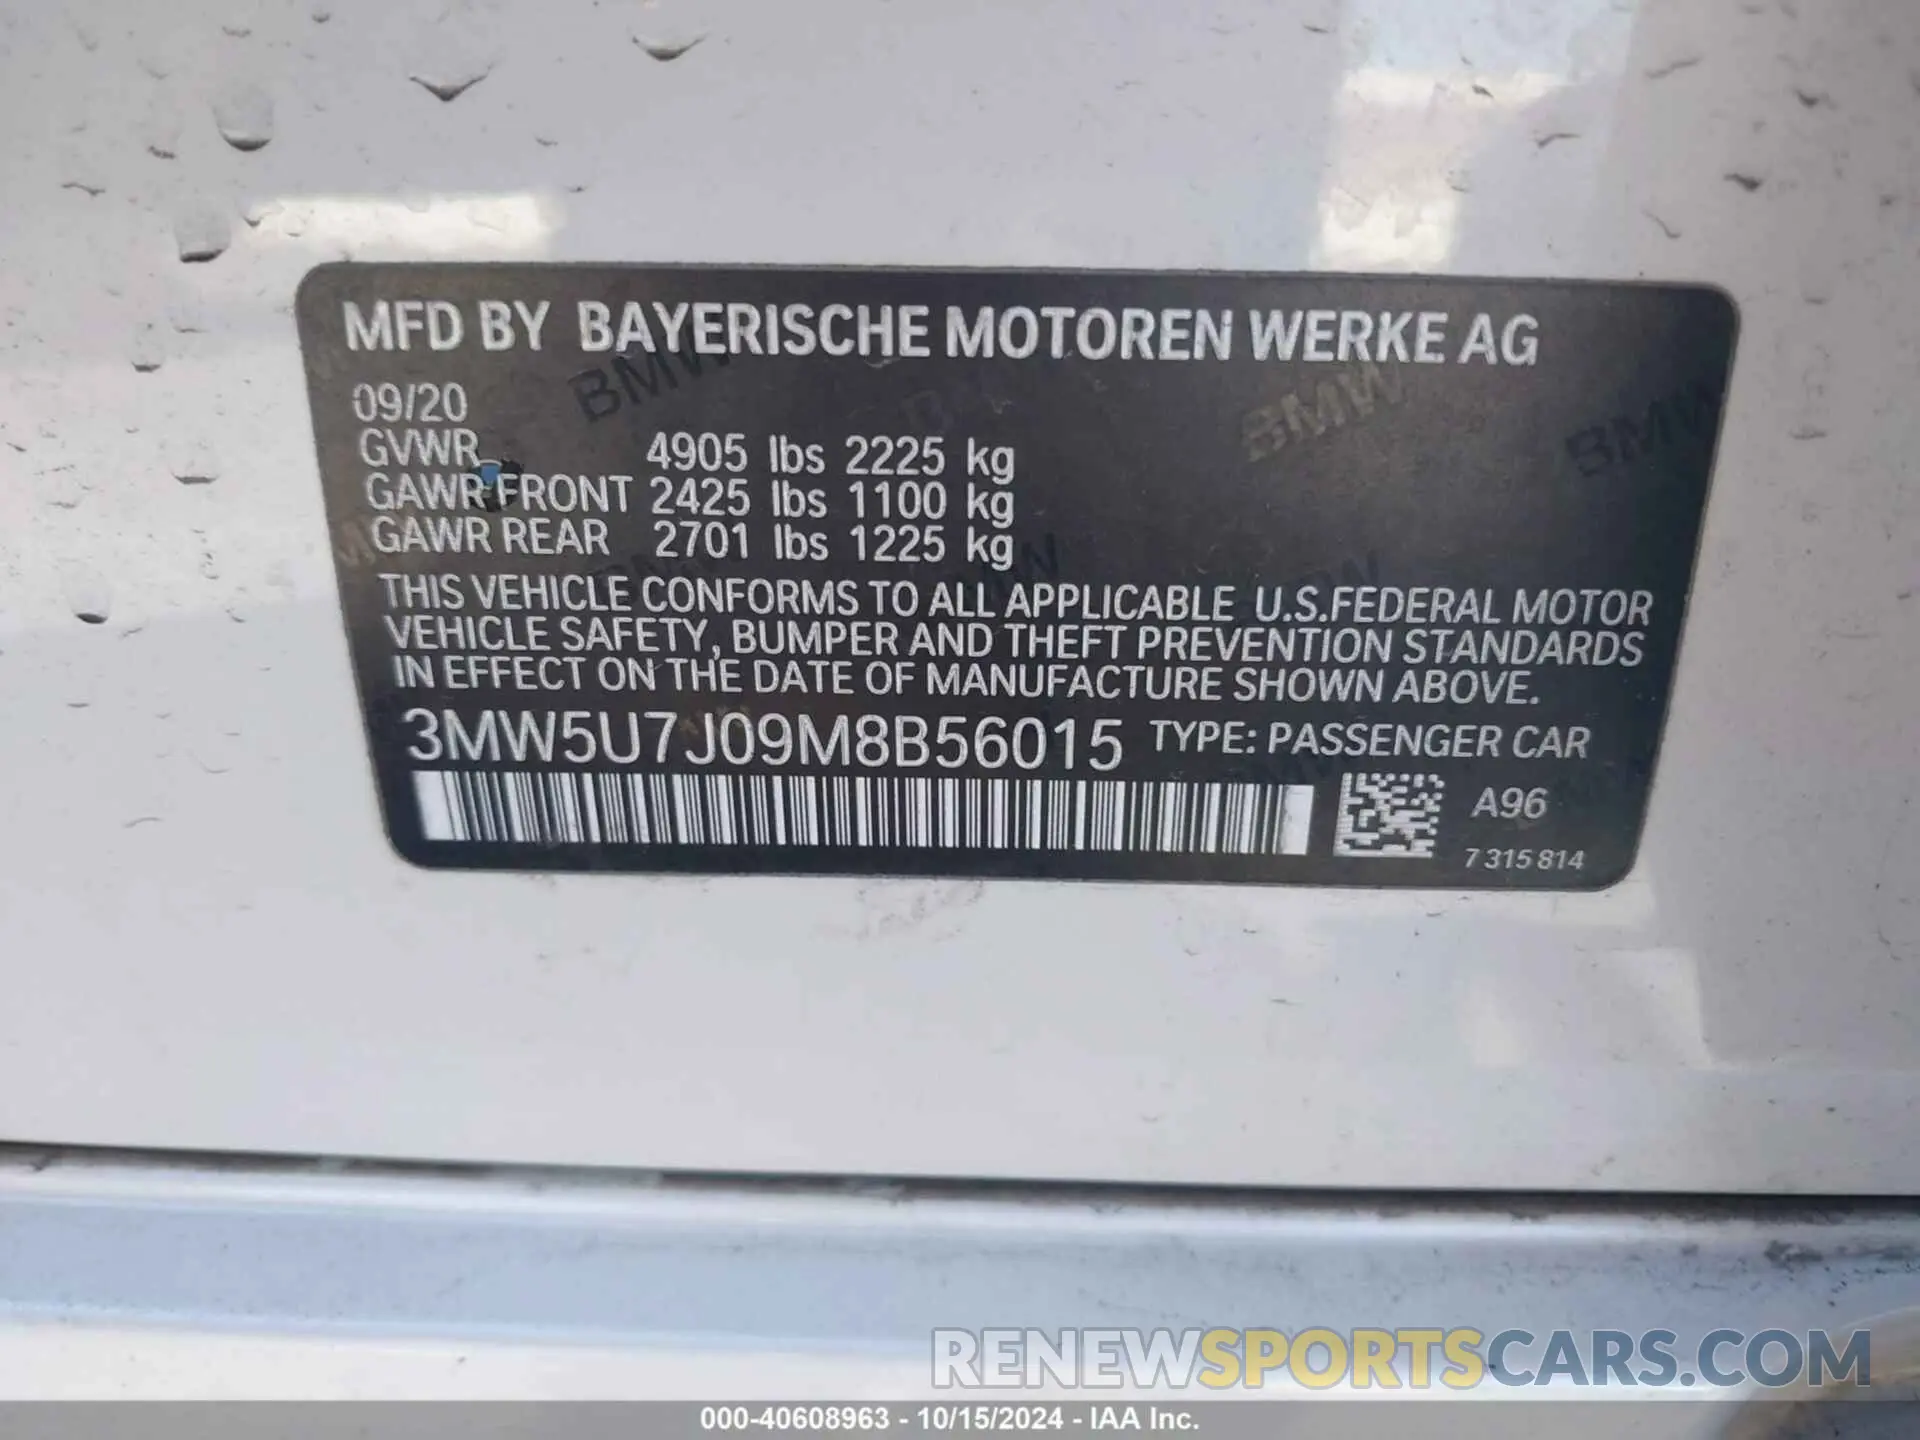 MFD BY BAYERISCHE MOTOREN WERKE AG
09/20
GVWR 4905 lbs 2225 kg
GAWR FRONT 2425 lbs 1100 kg
GAWR REAR 2701 lbs 1225 kg
THIS VEHICLE CONFORMS TO ALL APPLICABLE U.S.FEDERAL MOTOR
VEHICLE SAFETY, BUMPER AND THEFT PREVENTION STANDARDS
IN EFFECT ON THE DATE OF MANUFACTURE SHOWN ABOVE.
3MW5U7J09M8B56015 TYPE: PASSENGER CAR
A96
7 315 814
RENEWSPORTSCARS.COM
000-40608963 - 10/15/2024 - IAA Inc.